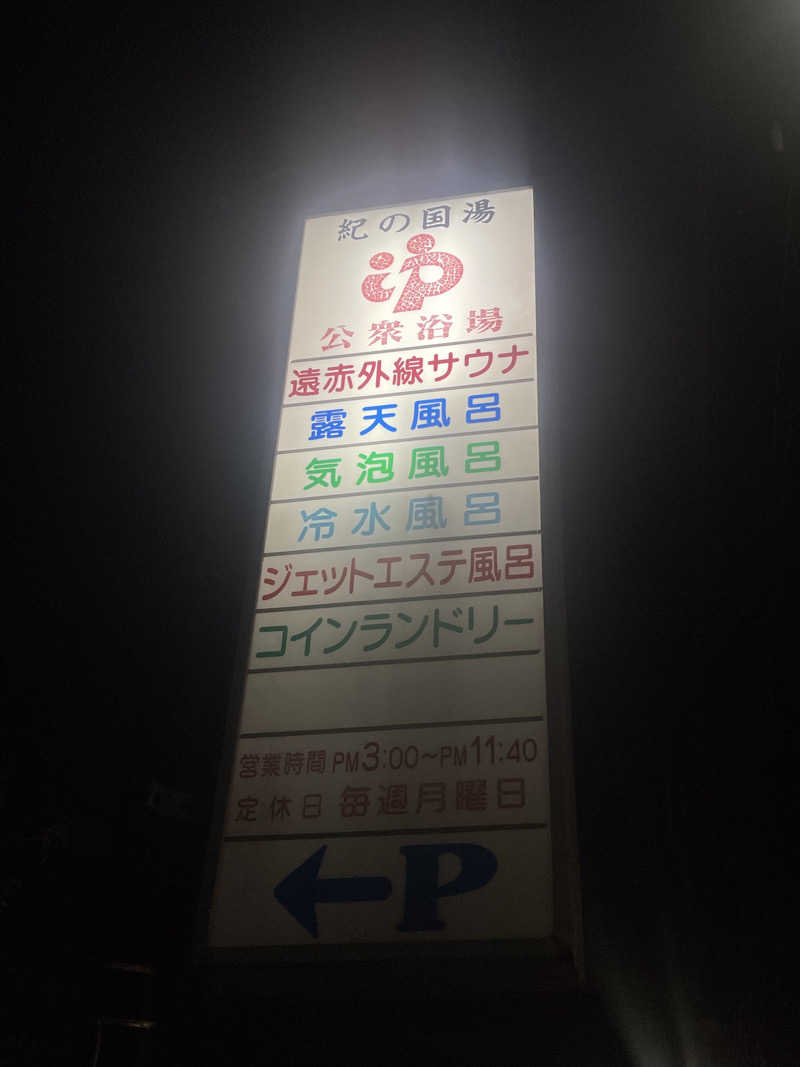 紀の国湯
ゆ
公衆浴場
遠赤外線サウナ
露天風呂
気泡風呂
冷水風呂
ジェットエステ風呂
コインランドリー
営業時間 PM3:00～PM11:40
定休日 毎週月曜日
←P